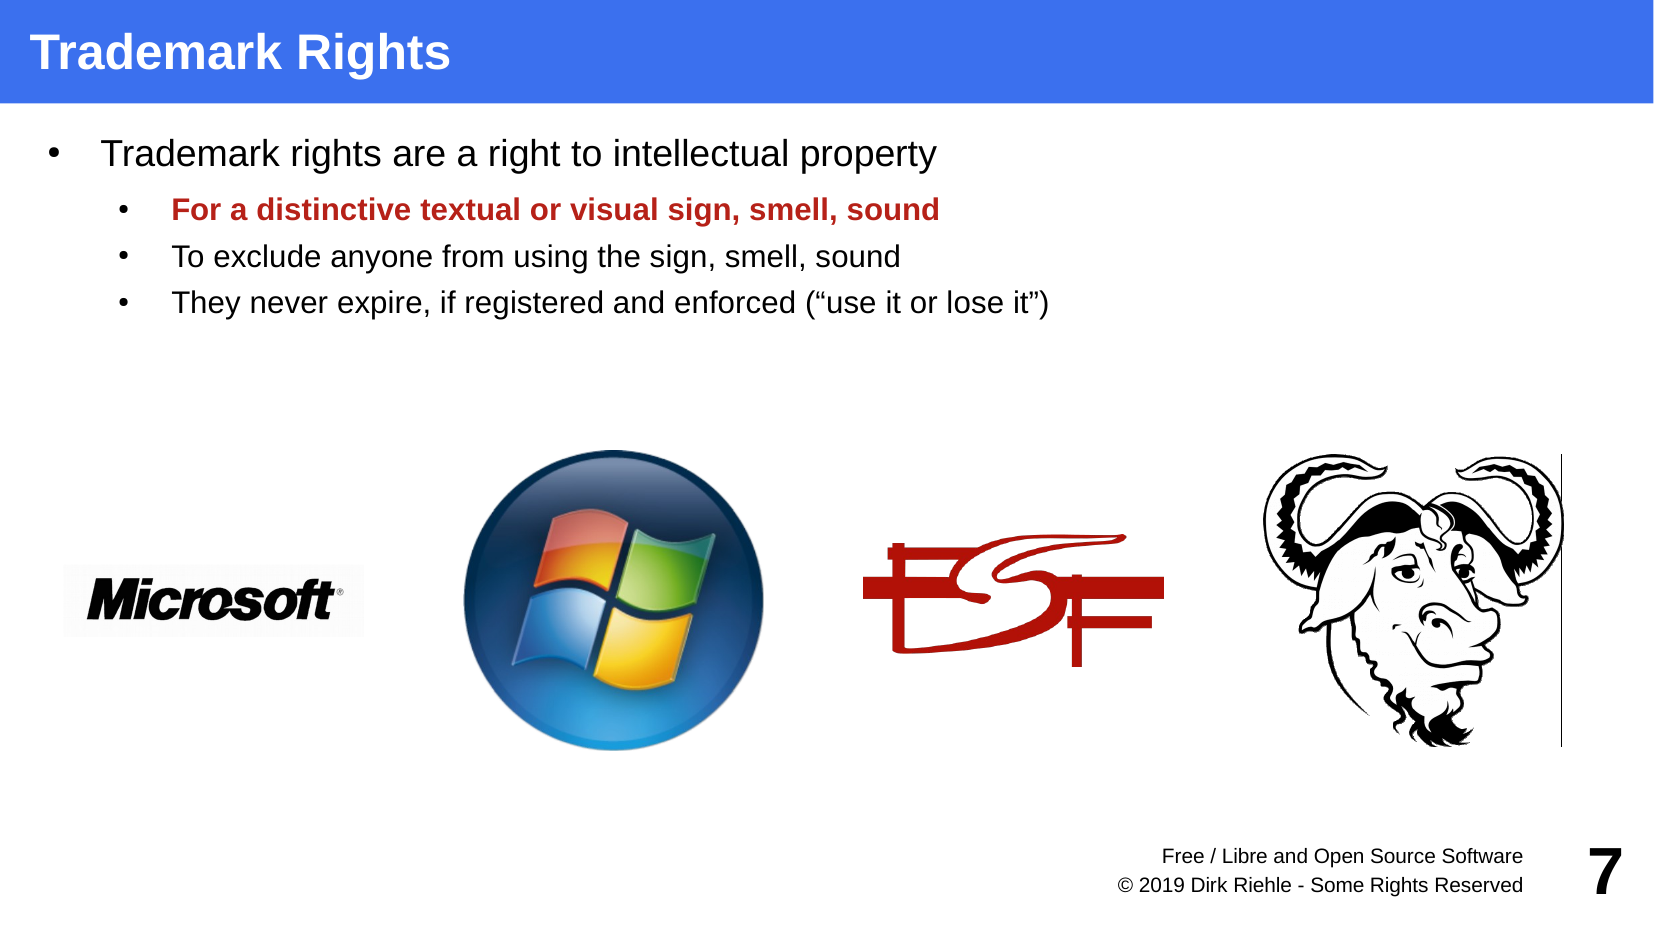 Trademark Rights
• Trademark rights are a right to intellectual property
• For a distinctive textual or visual sign, smell, sound
• To exclude anyone from using the sign, smell, sound
• They never expire, if registered and enforced (“use it or lose it”)
Microsoft®
FSF
Free / Libre and Open Source Software
© 2019 Dirk Riehle - Some Rights Reserved
7